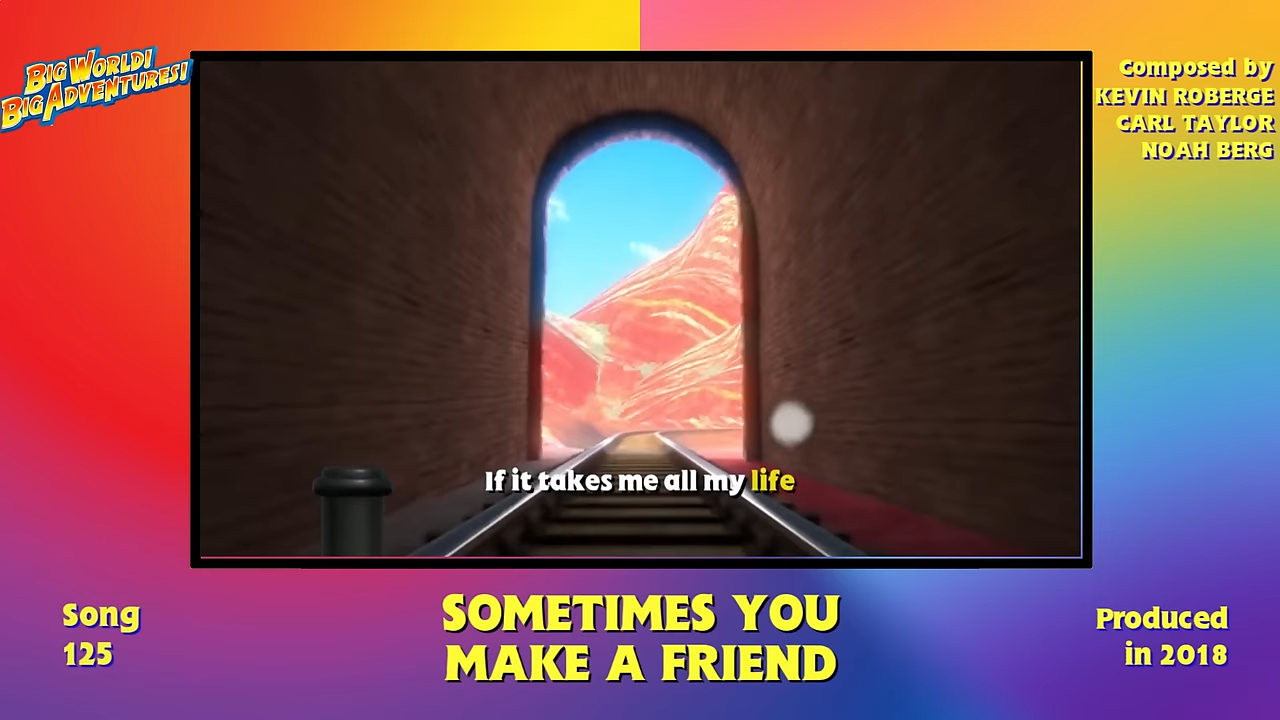 BIG WORLD!
BIG ADVENTURES!
Composed by
KEVIN ROBERGE
CARL TAYLOR
NOAH BERG
If it takes me all my life
Song
125
SOMETIMES YOU
MAKE A FRIEND
Produced
in 2018